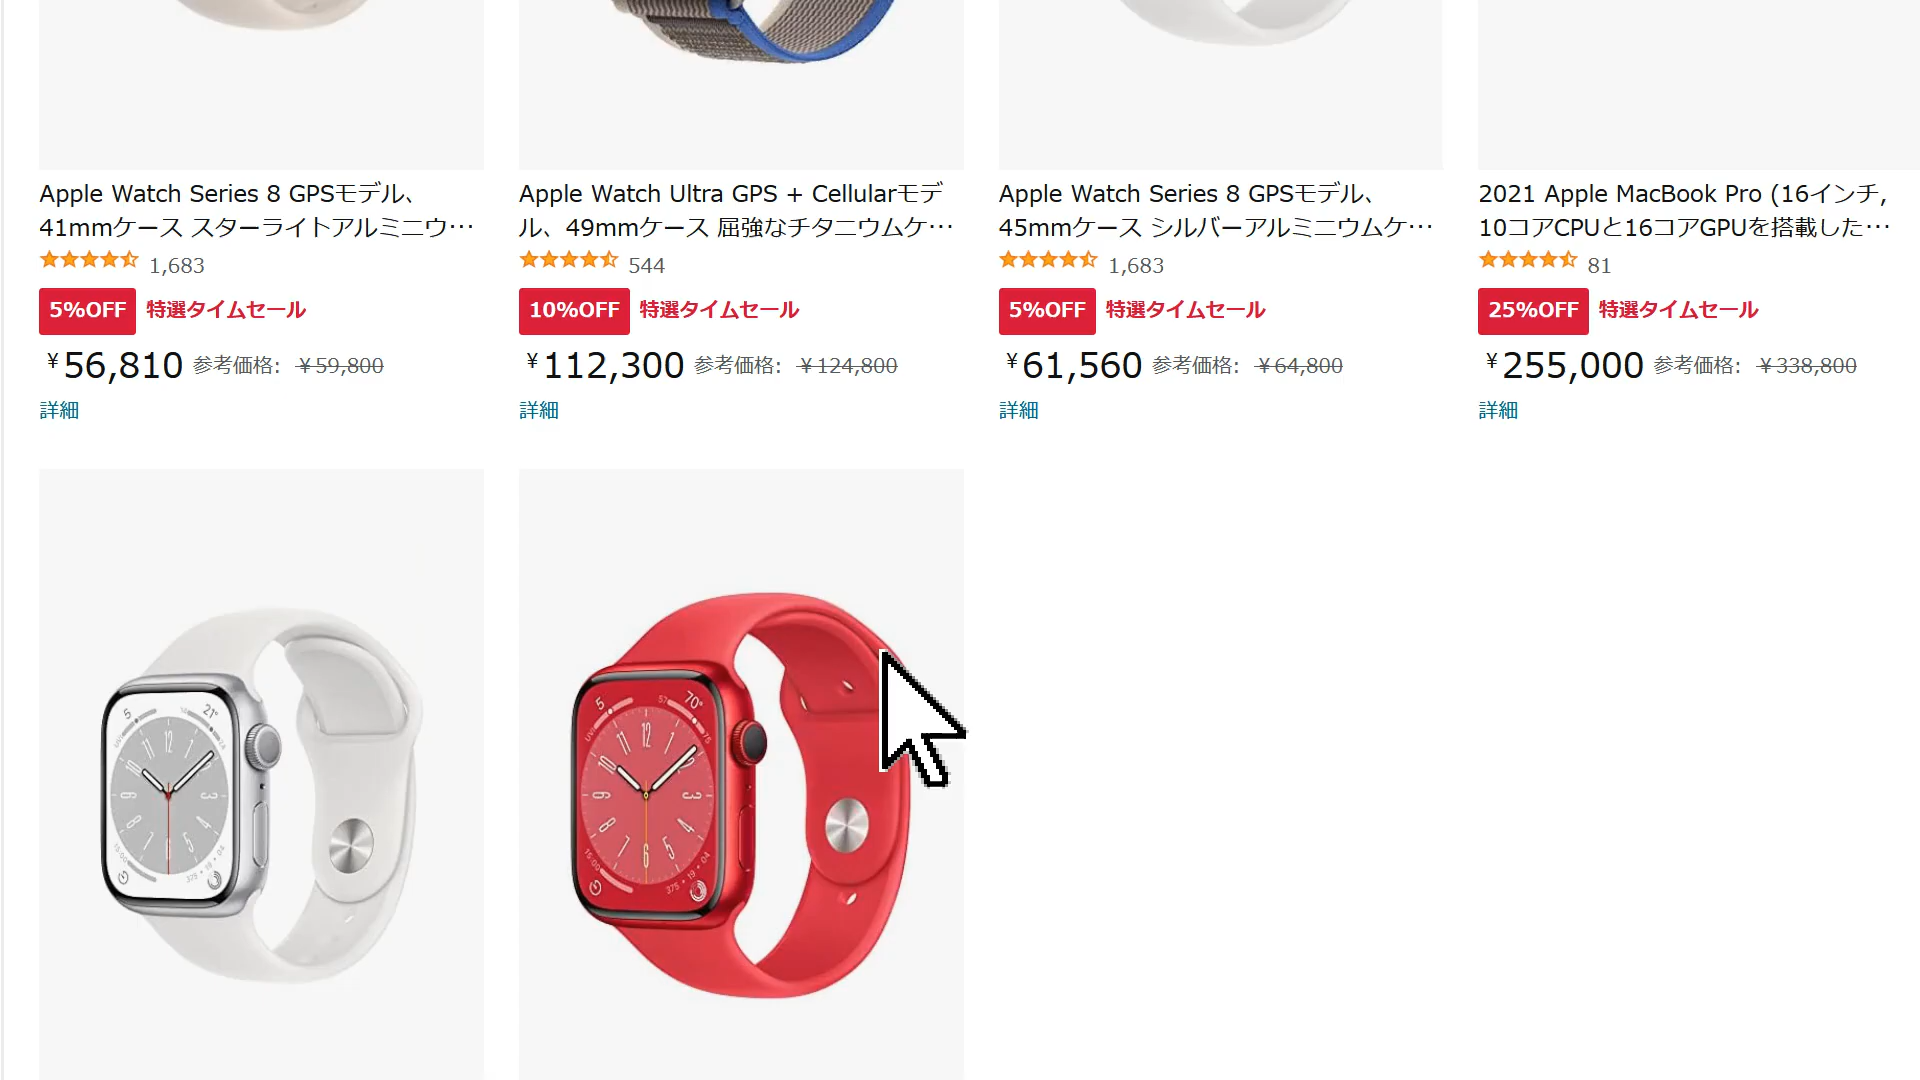 Apple Watch Series 8 GPSモデル、
41mmケース スターライトアルミニウ…
1,683
5%OFF 特選タイムセール
¥56,810 参考価格: ¥59,800
詳細
Apple Watch Ultra GPS + Cellularモデ
ル、49mmケース 屈強なチタニウムケ…
544
10%OFF 特選タイムセール
¥112,300 参考価格: ¥124,800
詳細
Apple Watch Series 8 GPSモデル、
45mmケース シルバーアルミニウムケ…
1,683
5%OFF 特選タイムセール
¥61,560 参考価格: ¥64,800
詳細
2021 Apple MacBook Pro (16インチ,
10コアCPUと16コアGPUを搭載した…
81
25%OFF 特選タイムセール
¥255,000 参考価格: ¥338,800
詳細